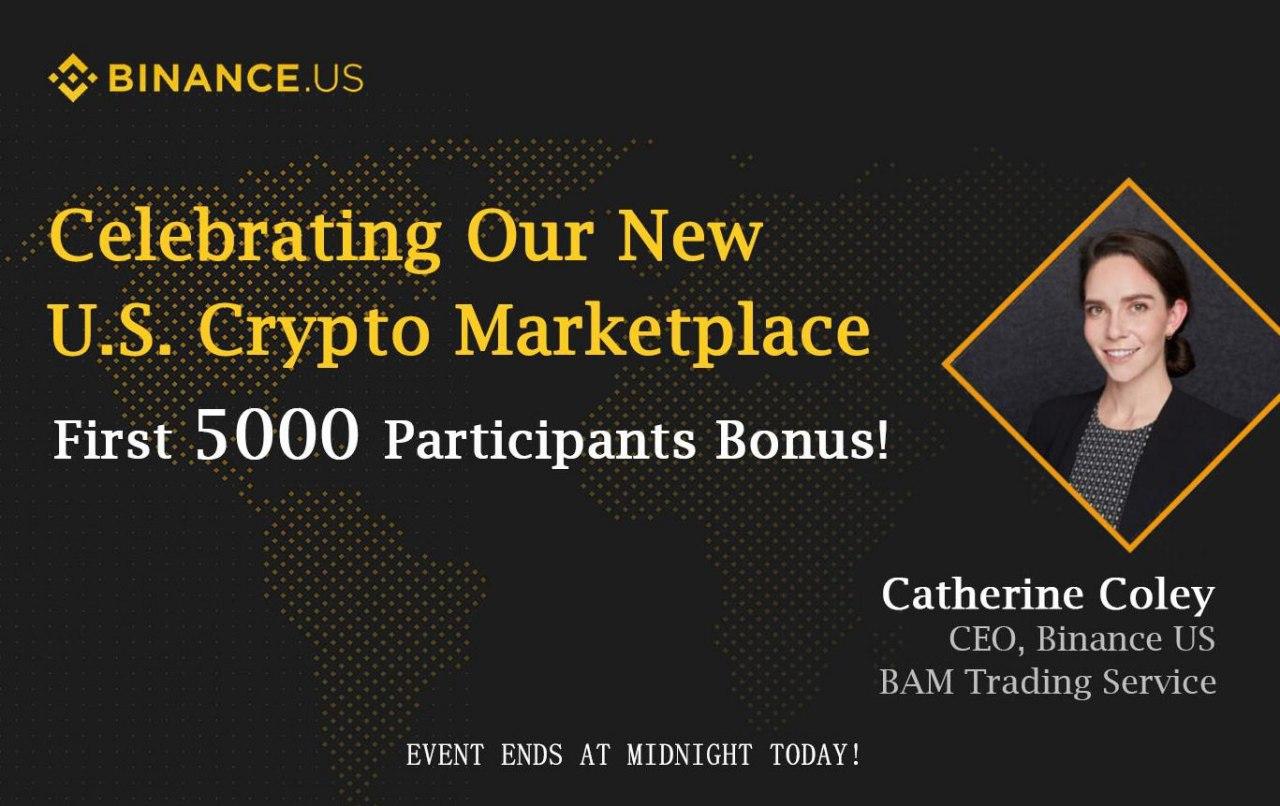 BINANCE.US
Celebrating Our New
U.S. Crypto Marketplace
First 5000 Participants Bonus!
Catherine Coley
CEO, Binance US
BAM Trading Service
EVENT ENDS AT MIDNIGHT TODAY!